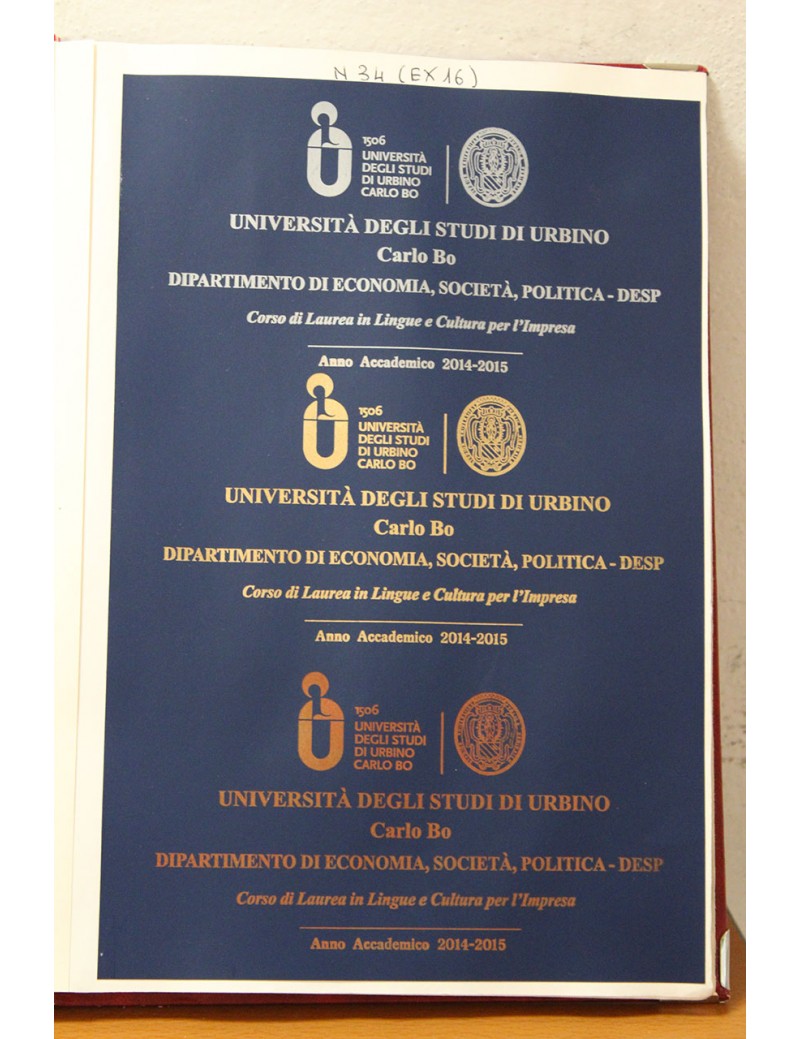 N 34 (EX 16)
1506
UNIVERSITÀ
DEGLI STUDI
DI URBINO
CARLO BO
UNIVERSITÀ DEGLI STUDI DI URBINO
Carlo Bo
DIPARTIMENTO DI ECONOMIA, SOCIETÀ, POLITICA - DESP
Corso di Laurea in Lingue e Cultura per l'Impresa
Anno Accademico 2014-2015
1506
UNIVERSITÀ
DEGLI STUDI
DI URBINO
CARLO BO
UNIVERSITÀ DEGLI STUDI DI URBINO
Carlo Bo
DIPARTIMENTO DI ECONOMIA, SOCIETÀ, POLITICA - DESP
Corso di Laurea in Lingue e Cultura per l'Impresa
Anno Accademico 2014-2015
1506
UNIVERSITÀ
DEGLI STUDI
DI URBINO
CARLO BO
UNIVERSITÀ DEGLI STUDI DI URBINO
Carlo Bo
DIPARTIMENTO DI ECONOMIA, SOCIETÀ, POLITICA - DESP
Corso di Laurea in Lingue e Cultura per l'Impresa
Anno Accademico 2014-2015